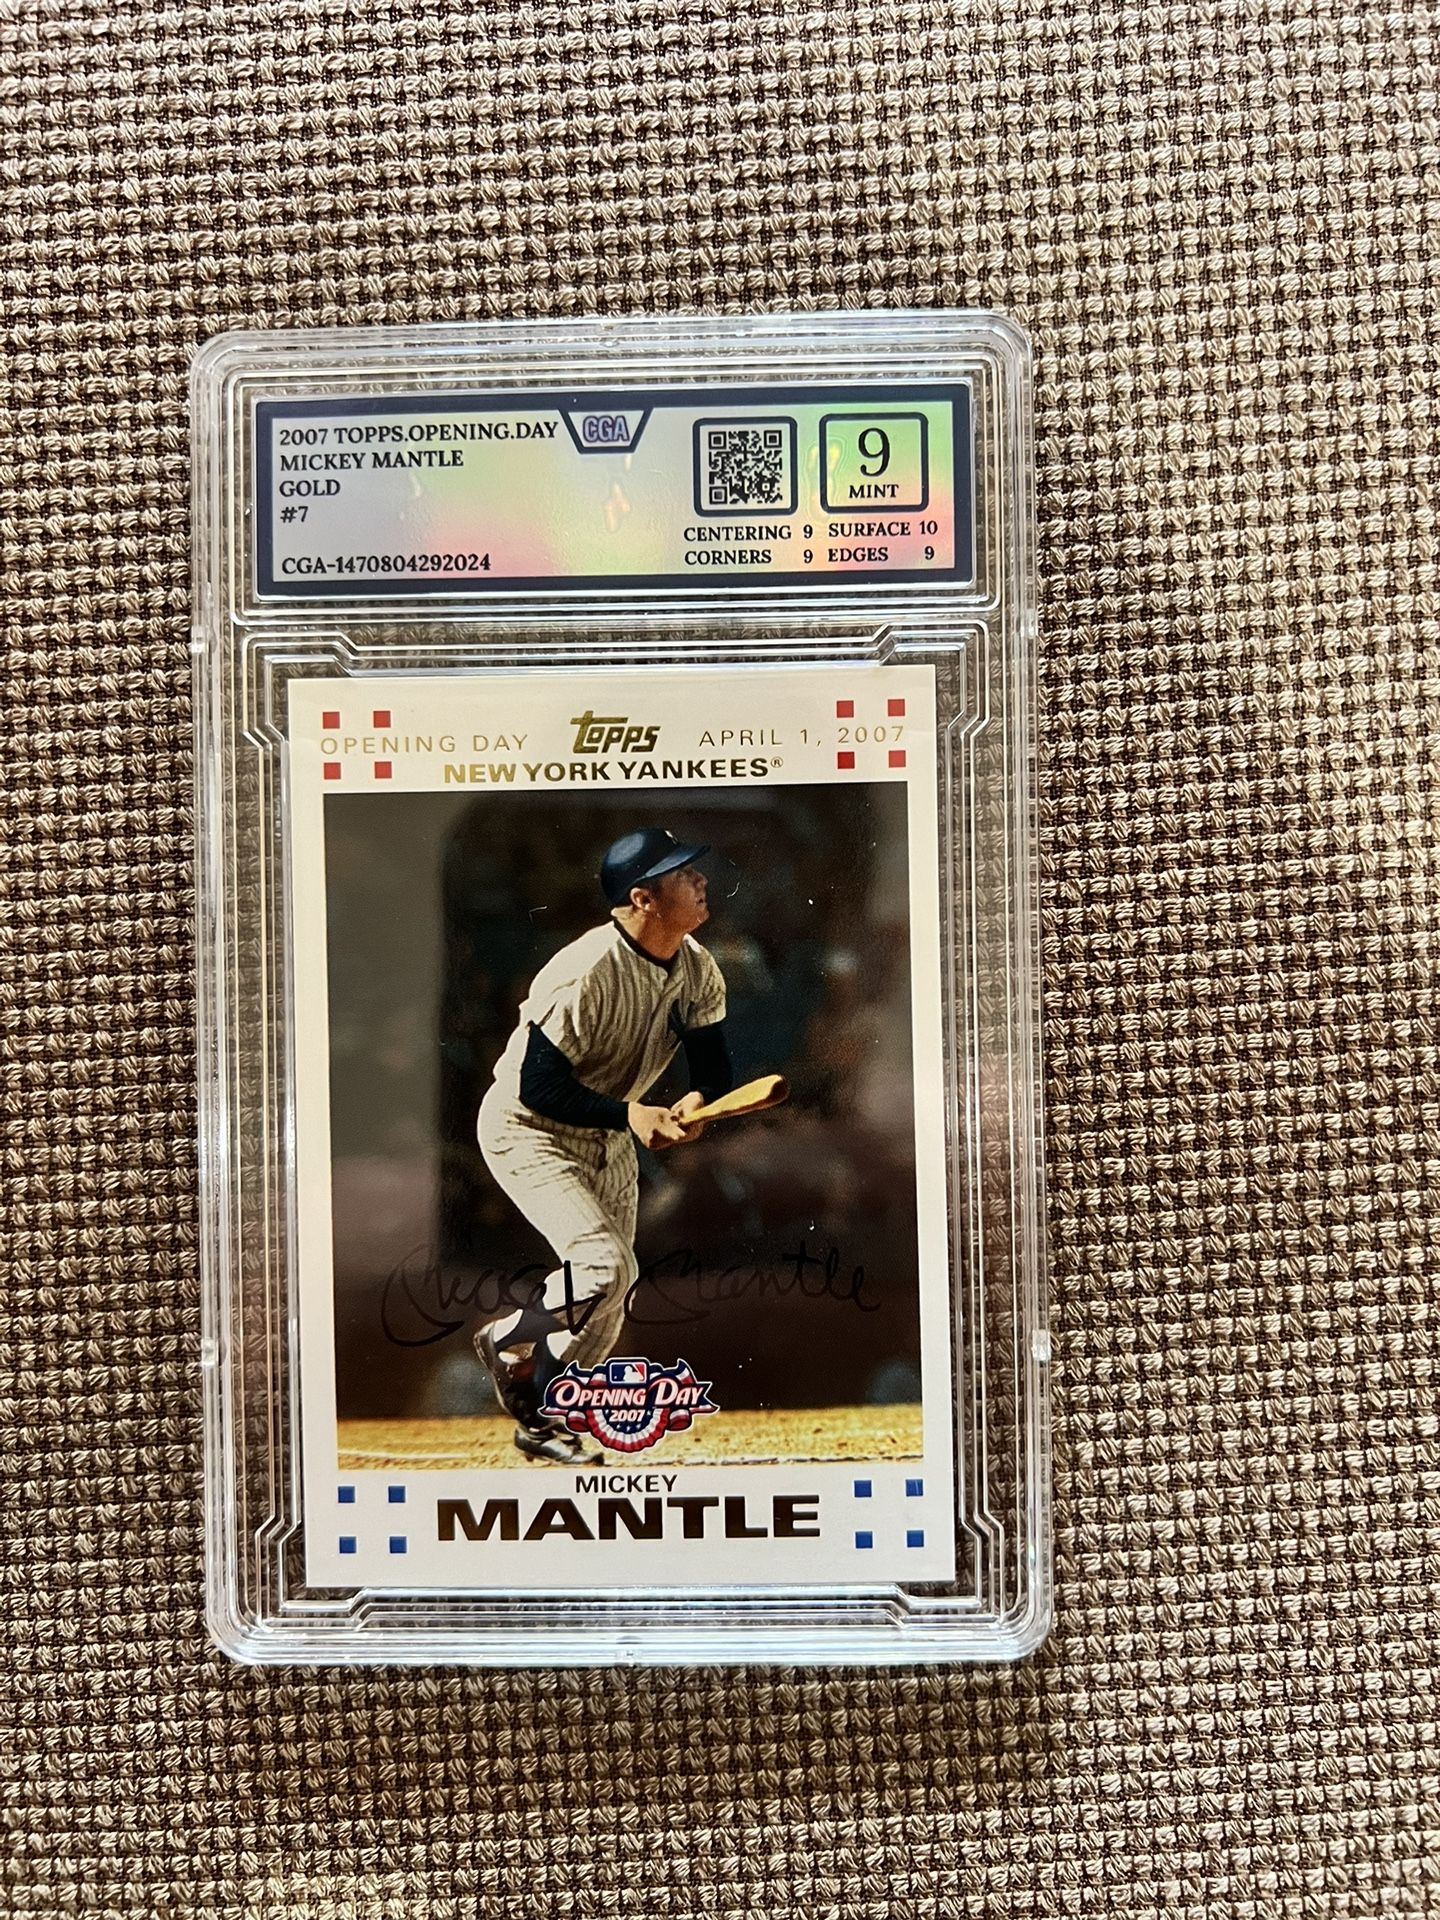 2007 TOPPS.OPENING.DAY
MICKEY MANTLE
GOLD
#7
CGA-1470804292024
CGA
9
MINT
CENTERING 9 SURFACE 10
CORNERS 9 EDGES 9
OPENING DAY topps APRIL 1, 2007
NEW YORK YANKEES®
Mickey Mantle
OPENING DAY
2007
MICKEY
MANTLE